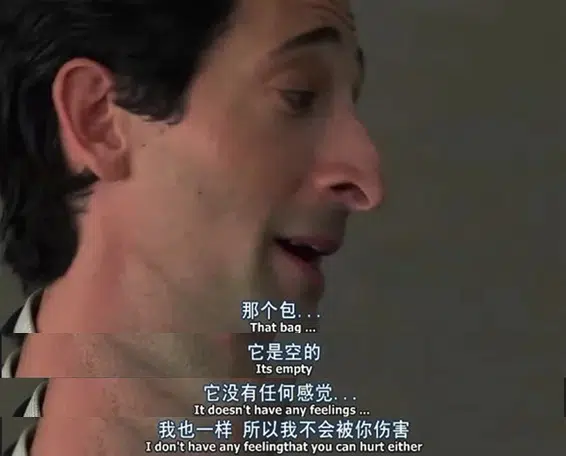 那个包...
That bag ...
它是空的
Its empty
它没有任何感觉...
It doesn't have any feelings ...
我也一样 所以我不会被你伤害
I don't have any feelingthat you can hurt either